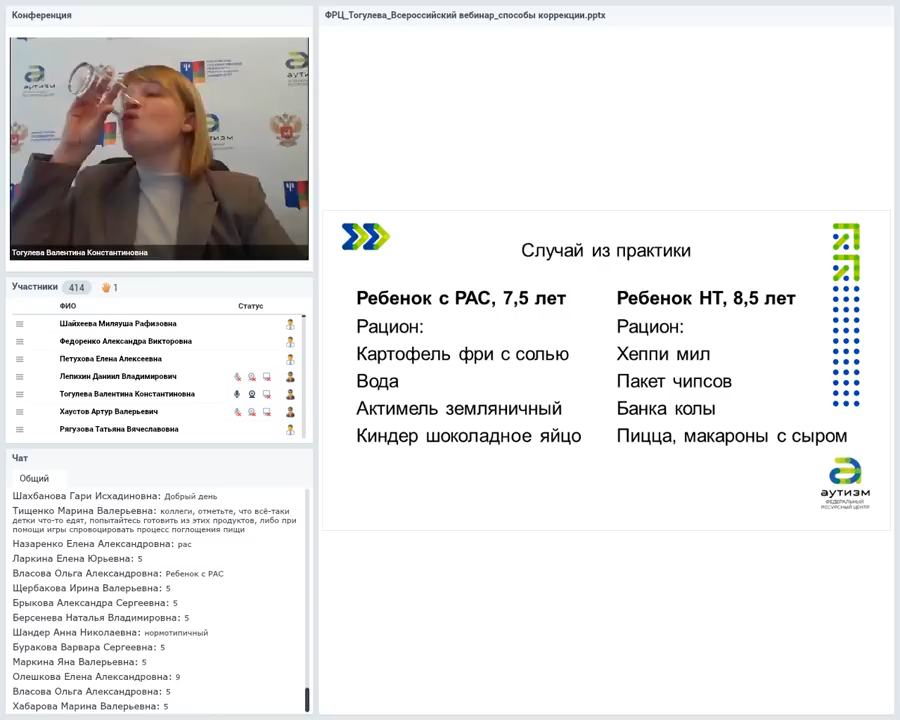 Конференция
аутизм
аутизм
аутизм
Тогулева Валентина Константиновна
Участники 414 1
ФИО Статус
Шайхеева Миляуша Рафизовна
Федоренко Александра Викторовна
Петухова Елена Алексеевна
Лепихин Даниил Владимирович
Тогулева Валентина Константиновна
Хаустов Артур Валерьевич
Рягузова Татьяна Вячеславовна
Чат
Общий
Шахбанова Гари Исхадиновна: Добрый день
Тищенко Марина Валерьевна: коллеги, отметьте, что всё-таки
детки что-то едят, попытайтесь готовить из этих продуктов, либо при
помощи игры спровоцировать процесс поглощения пищи
Назаренко Елена Александровна: рас
Ларкина Елена Юрьевна: 5
Власова Ольга Александровна: Ребенок с РАС
Щербакова Ирина Валерьевна: 5
Брыкова Александра Сергеевна: 5
Берсенева Наталья Владимировна: 5
Шандер Анна Николаевна: нормотипичный
Буракова Варвара Сергеевна: 5
Маркина Яна Валерьевна: 5
Олешкова Елена Александровна: 9
Власова Ольга Александровна: 5
Хабарова Марина Валерьевна: 5
ФРЦ_Тогулева_Всероссийский вебинар_способы коррекции.pptx
Случай из практики
Ребенок с РАС, 7,5 лет
Рацион:
Картофель фри с солью
Вода
Актимель земляничный
Киндер шоколадное яйцо
Ребенок НТ, 8,5 лет
Рацион:
Хеппи мил
Пакет чипсов
Банка колы
Пицца, макароны с сыром
аутизм
ФЕДЕРАЛЬНЫЙ
РЕСУРСНЫЙ ЦЕНТР